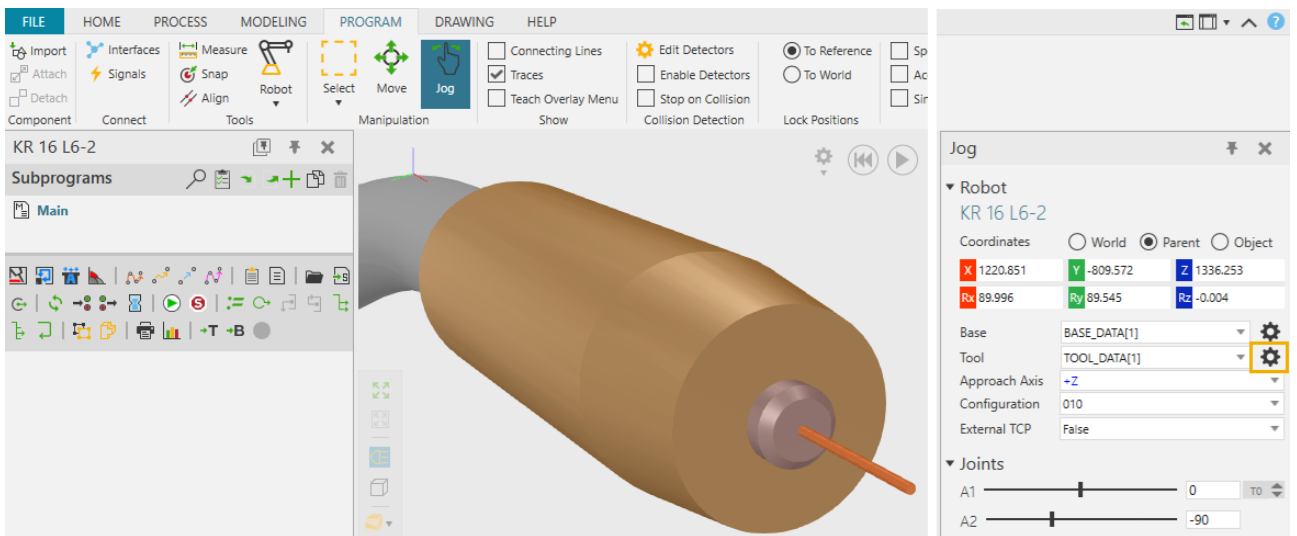 FILE HOME PROCESS MODELING PROGRAM DRAWING HELP
Import Interfaces Measure Connecting Lines Edit Detectors To Reference Sp
Attach Signals Snap Robot Select Move Jog Traces Enable Detectors To World Ac
Detach Align Teach Overlay Menu Stop on Collision Sir
Component Connect Tools Manipulation Show Collision Detection Lock Positions
KR 16 L6-2
Subprograms
Main
T B
Jog
Robot
KR 16 L6-2
Coordinates World Parent Object
X 1220.851 Y -809.572 Z 1336.253
Rx 89.996 Ry 89.545 Rz -0.004
Base BASE_DATA[1]
Tool TOOL_DATA[1]
Approach Axis +Z
Configuration 010
External TCP False
Joints
A1 0 T0
A2 -90